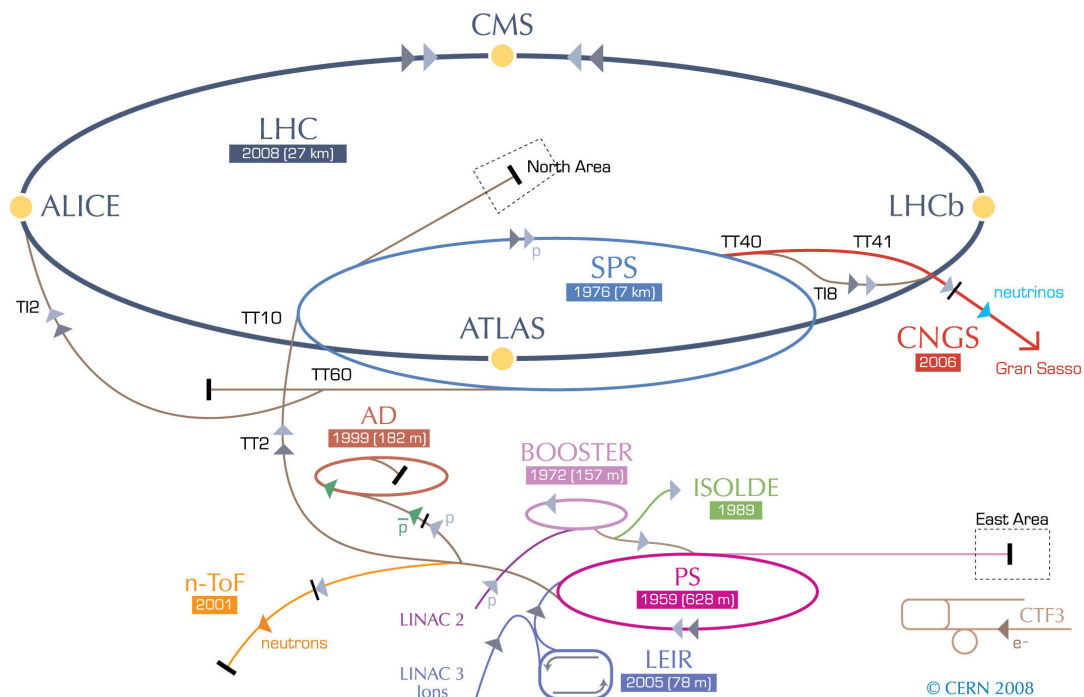 CMS
LHC
2008 (27 km)
North Area
ALICE
LHCb
TT40
TT41
SPS
1976 (7 km)
p
TI2
TI8
neutrinos
TT10
ATLAS
CNGS
2006
Gran Sasso
TT60
AD
1999 (182 m)
TT2
BOOSTER
1972 (157 m)
ISOLDE
1989
p̅
p
East Area
n-ToF
2001
PS
1959 (628 m)
p
LINAC 2
neutrons
CTF3
e-
LINAC 3
Ions
LEIR
2005 (78 m)
© CERN 2008